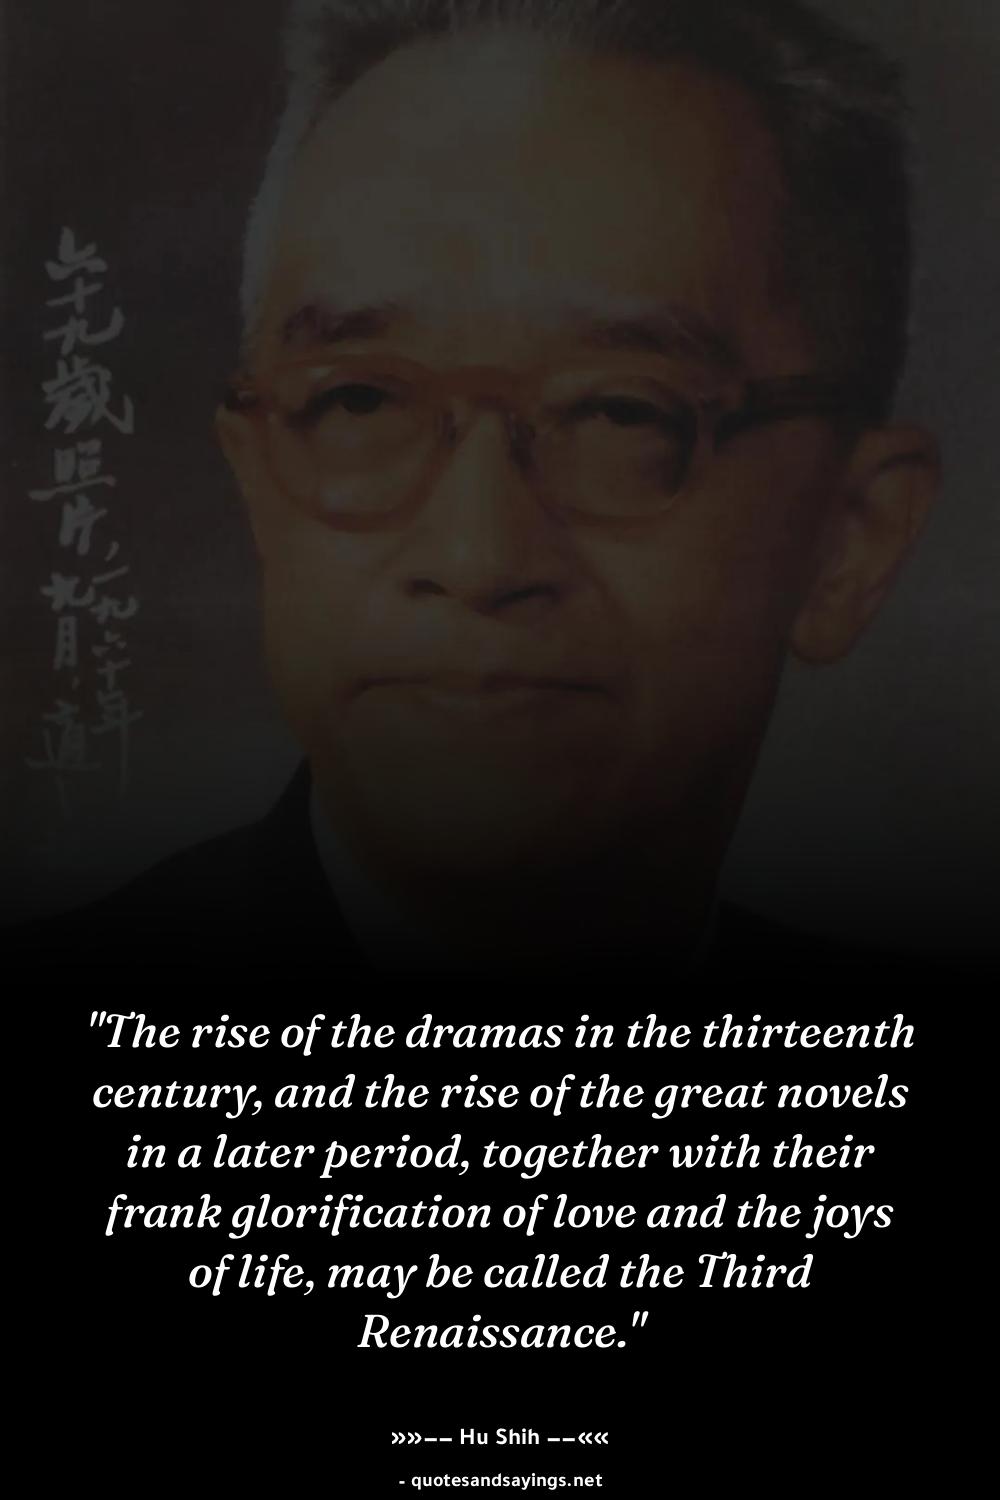 六十九歲照片，一九六十年
九月，適
"The rise of the dramas in the thirteenth
century, and the rise of the great novels
in a later period, together with their
frank glorification of love and the joys
of life, may be called the Third
Renaissance."
»»−− Hu Shih −−««
- quotesandsayings.net